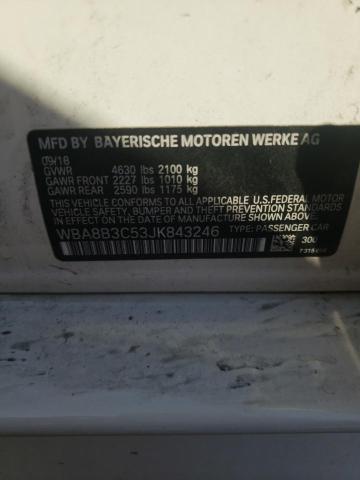 MFD BY BAYERISCHE MOTOREN WERKE AG
09/18
GVWR 4630 lbs 2100 kg
GAWR FRONT 2227 lbs 1010 kg
GAWR REAR 2590 lbs 1175 kg
THIS VEHICLE CONFORMS TO ALL APPLICABLE U.S.FEDERAL MOTOR
VEHICLE SAFETY, BUMPER AND THEFT PREVENTION STANDARDS
IN EFFECT ON THE DATE OF MANUFACTURE SHOWN ABOVE.
WBA8B3C53JK843246 TYPE: PASSENGER CAR
300